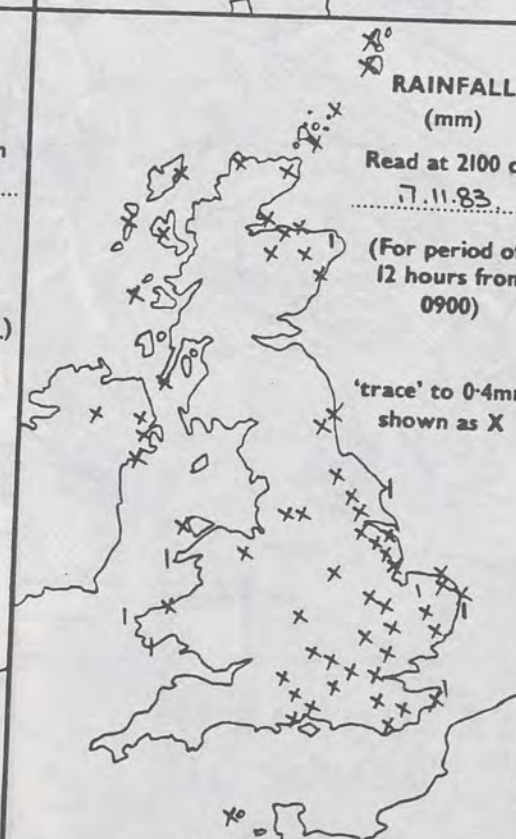 RAINFALL
(mm)
Read at 2100
17.11.83
(For period of
12 hours from
0900)
'trace' to 0·4mm
shown as X